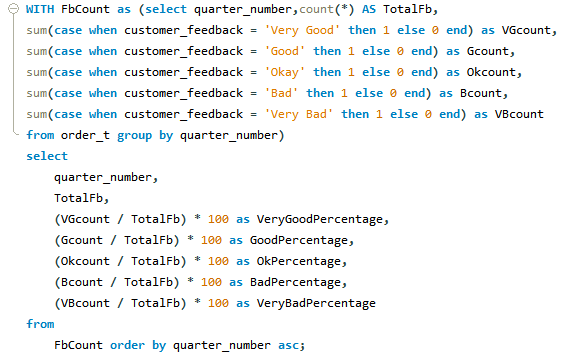 WITH FbCount as (select quarter_number,count(*) AS TotalFb,
sum(case when customer_feedback = 'Very Good' then 1 else 0 end) as VGcount,
sum(case when customer_feedback = 'Good' then 1 else 0 end) as Gcount,
sum(case when customer_feedback = 'Okay' then 1 else 0 end) as Okcount,
sum(case when customer_feedback = 'Bad' then 1 else 0 end) as Bcount,
sum(case when customer_feedback = 'Very Bad' then 1 else 0 end) as VBcount
from order_t group by quarter_number)
select
    quarter_number,
    TotalFb,
    (VGcount / TotalFb) * 100 as VeryGoodPercentage,
    (Gcount / TotalFb) * 100 as GoodPercentage,
    (Okcount / TotalFb) * 100 as OkPercentage,
    (Bcount / TotalFb) * 100 as BadPercentage,
    (VBcount / TotalFb) * 100 as VeryBadPercentage
from
    FbCount order by quarter_number asc;